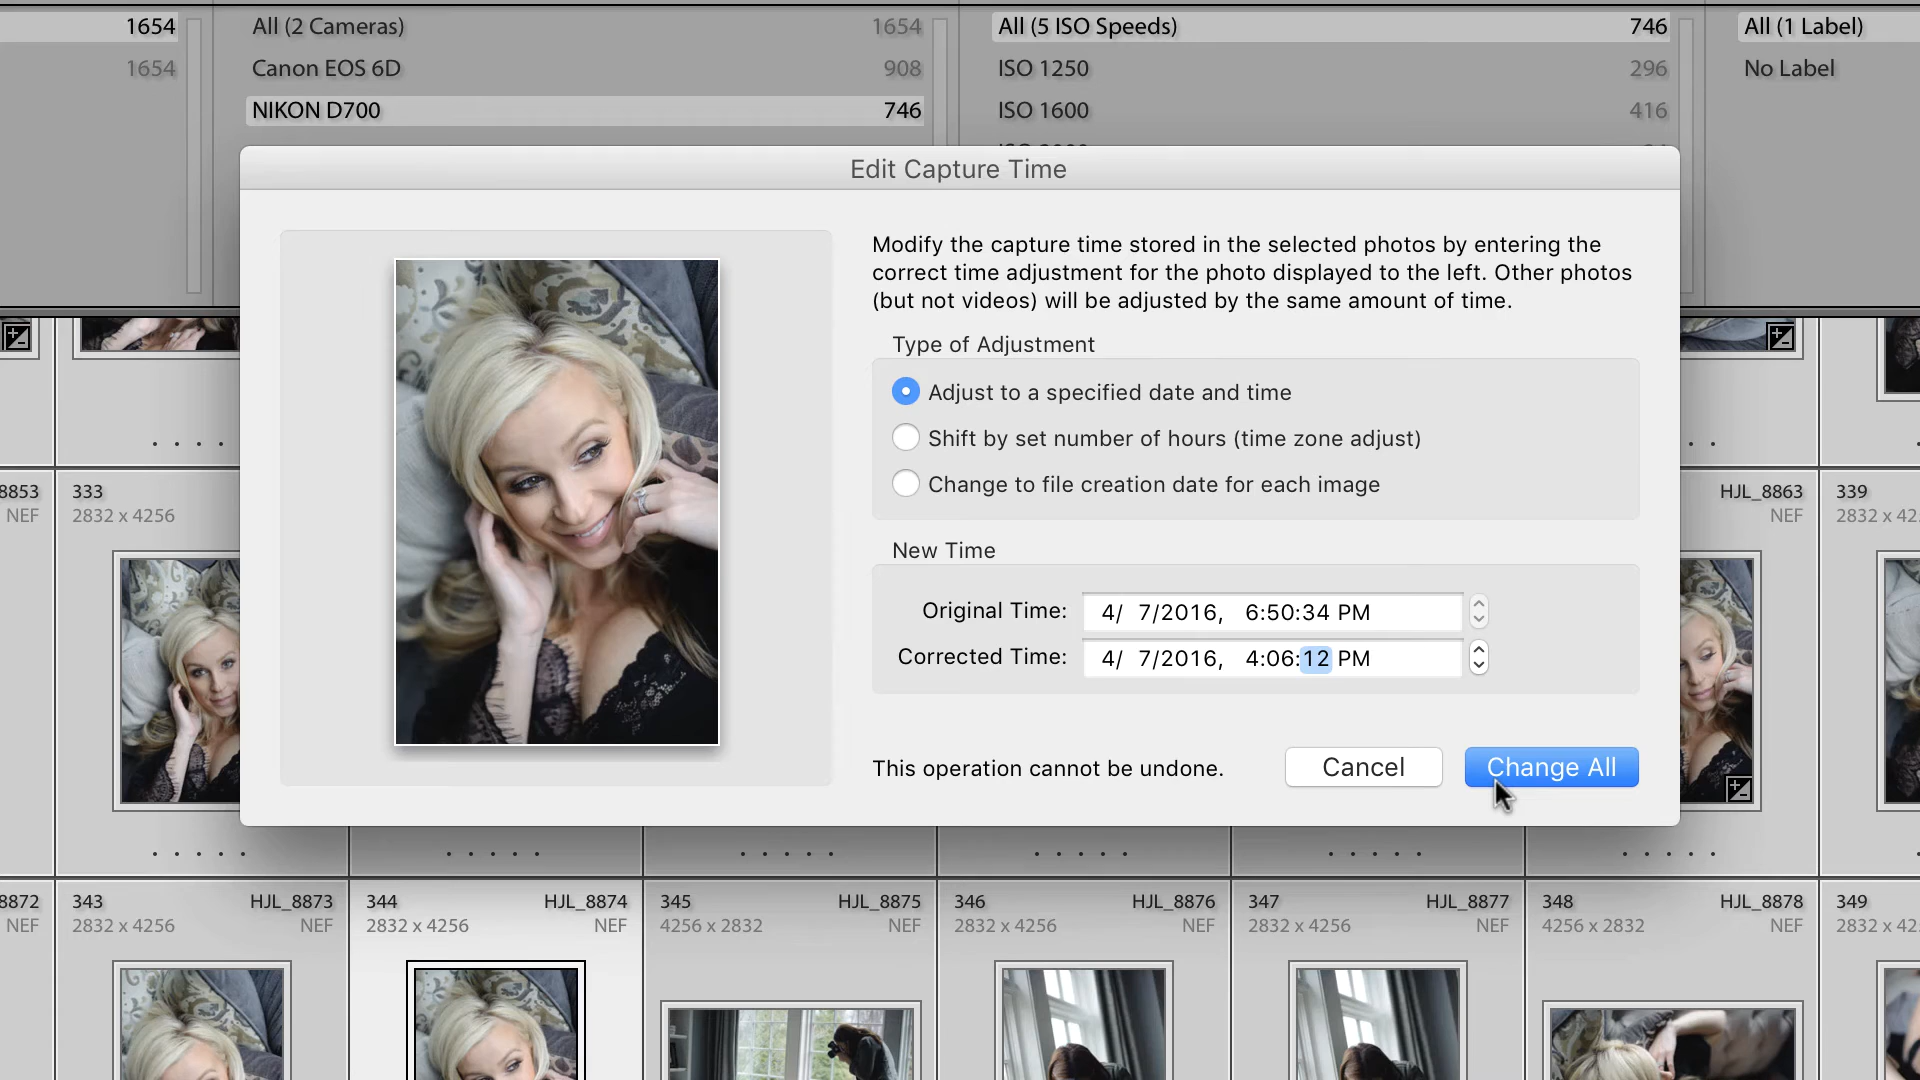 1654
All (2 Cameras) 1654
All (5 ISO Speeds) 746
All (1 Label)
1654
Canon EOS 6D 908
ISO 1250 296
No Label
NIKON D700 746
ISO 1600 416
Edit Capture Time
Modify the capture time stored in the selected photos by entering the
correct time adjustment for the photo displayed to the left. Other photos
(but not videos) will be adjusted by the same amount of time.
Type of Adjustment
Adjust to a specified date and time
Shift by set number of hours (time zone adjust)
Change to file creation date for each image
New Time
Original Time: 4/ 7/2016, 6:50:34 PM
Corrected Time: 4/ 7/2016, 4:06:12 PM
This operation cannot be undone.
Cancel
Change All
8853
NEF
333
2832 x 4256
HJL_8863
NEF
339
2832 x 42
8872
NEF
343 HJL_8873
2832 x 4256 NEF
344 HJL_8874
2832 x 4256 NEF
345 HJL_8875
4256 x 2832 NEF
346 HJL_8876
2832 x 4256 NEF
347 HJL_8877
2832 x 4256 NEF
348 HJL_8878
4256 x 2832 NEF
349
2832 x 42